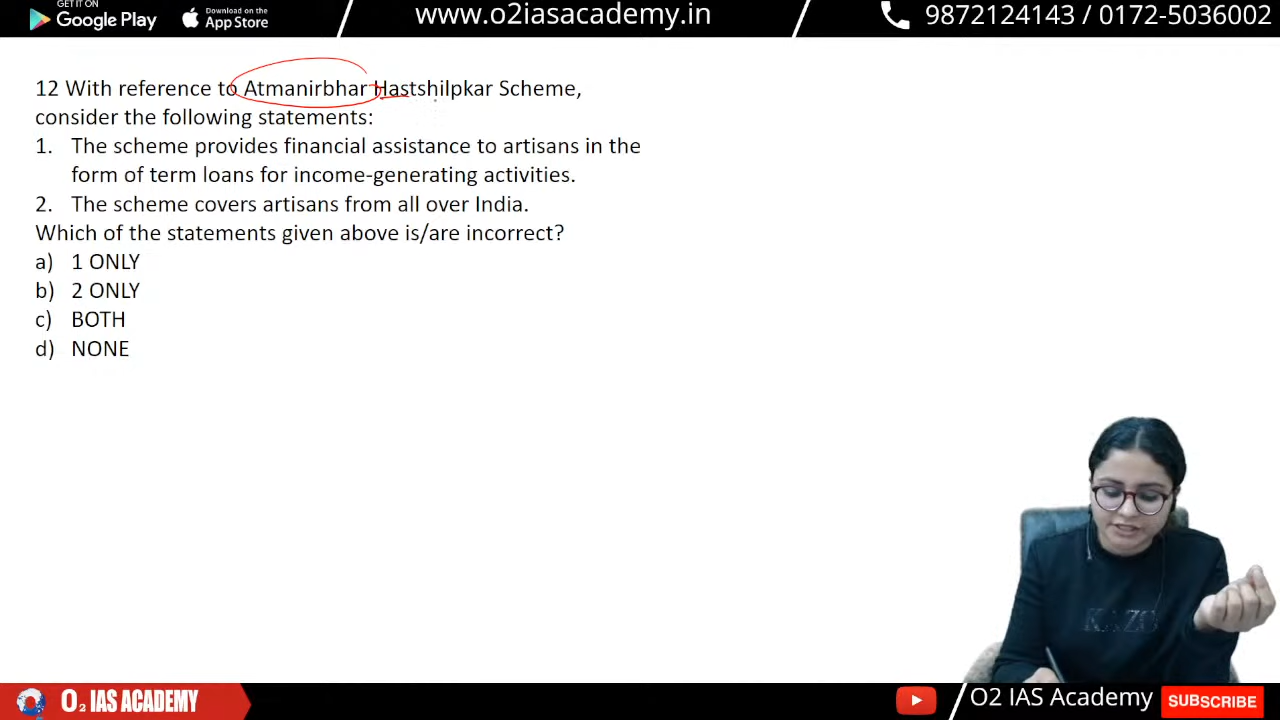 GET IT ON
Google Play
Download on the
App Store
www.o2iasacademy.in
9872124143 / 0172-5036002
12 With reference to Atmanirbhar Hastshilpkar Scheme,
consider the following statements:
1. The scheme provides financial assistance to artisans in the
form of term loans for income-generating activities.
2. The scheme covers artisans from all over India.
Which of the statements given above is/are incorrect?
a) 1 ONLY
b) 2 ONLY
c) BOTH
d) NONE
KAZO
O2 IAS ACADEMY
O2 IAS Academy
SUBSCRIBE